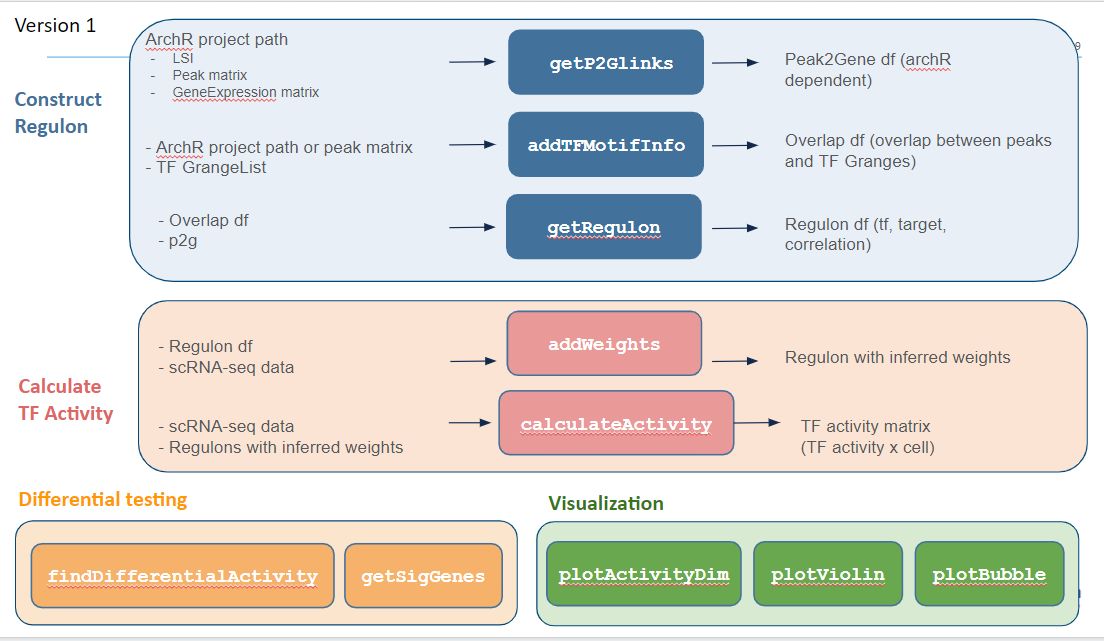 Version 1
Construct
Regulon
ArchR project path
- LSI
- Peak matrix
- GeneExpression matrix
getP2Glinks
Peak2Gene df (archR
dependent)
- ArchR project path or peak matrix
- TF GrangeList
addTFMotifInfo
Overlap df (overlap between peaks
and TF Granges)
- Overlap df
- p2g
getRegulon
Regulon df (tf, target,
correlation)
Calculate
TF Activity
- Regulon df
- scRNA-seq data
addWeights
Regulon with inferred weights
- scRNA-seq data
- Regulons with inferred weights
calculateActivity
TF activity matrix
(TF activity x cell)
Differential testing
findDifferentialActivity
getSigGenes
Visualization
plotActivityDim
plotViolin
plotBubble